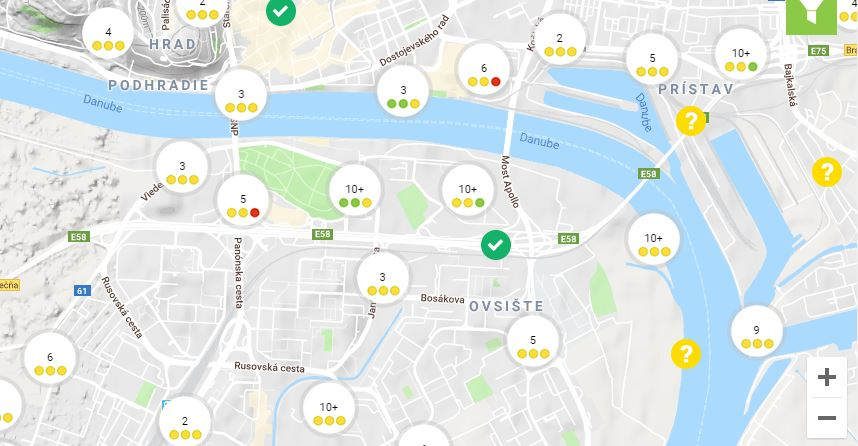 2
4
HRAD
Dostojevského rad
2
6
5
10+
E75
4
PODHRADIE
Danube
3
3
PRÍSTAV
Bajkalská
SNP
Danube
Danube
?
3
Most Apollo
E58
?
5
10+
10+
E58
E58
E58
10+
Panónska cesta
3
61
Rusovská cesta
Bosákova
OVSIŠTE
9
5
?
6
Rusovská cesta
+
10+
2
−